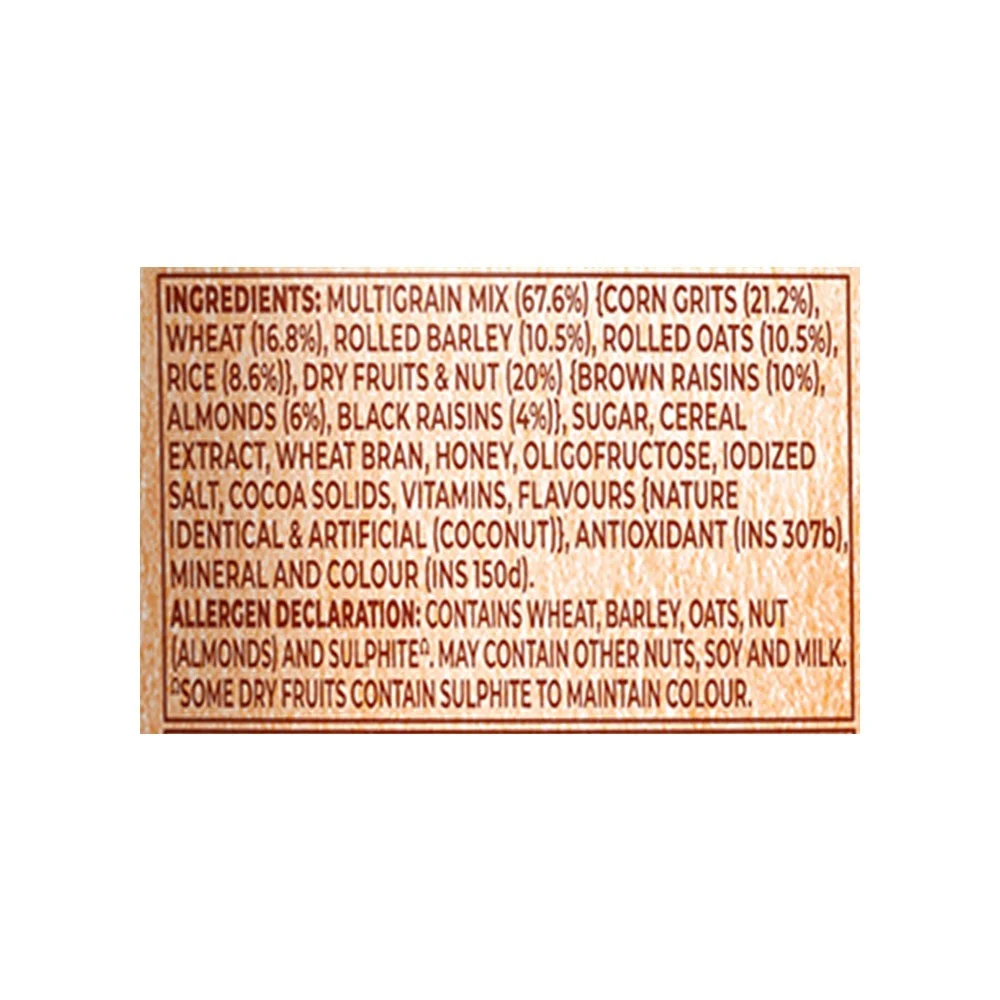 INGREDIENTS: MULTIGRAIN MIX (67.6%) {CORN GRITS (21.2%),
WHEAT (16.8%), ROLLED BARLEY (10.5%), ROLLED OATS (10.5%),
RICE (8.6%)}, DRY FRUITS & NUT (20%) {BROWN RAISINS (10%),
ALMONDS (6%), BLACK RAISINS (4%)}, SUGAR, CEREAL
EXTRACT, WHEAT BRAN, HONEY, OLIGOFRUCTOSE, IODIZED
SALT, COCOA SOLIDS, VITAMINS, FLAVOURS {NATURE
IDENTICAL & ARTIFICIAL (COCONUT)}, ANTIOXIDANT (INS 307b),
MINERAL AND COLOUR (INS 150d).
ALLERGEN DECLARATION: CONTAINS WHEAT, BARLEY, OATS, NUT
(ALMONDS) AND SULPHITEᘯ. MAY CONTAIN OTHER NUTS, SOY AND MILK.
ᘯSOME DRY FRUITS CONTAIN SULPHITE TO MAINTAIN COLOUR.